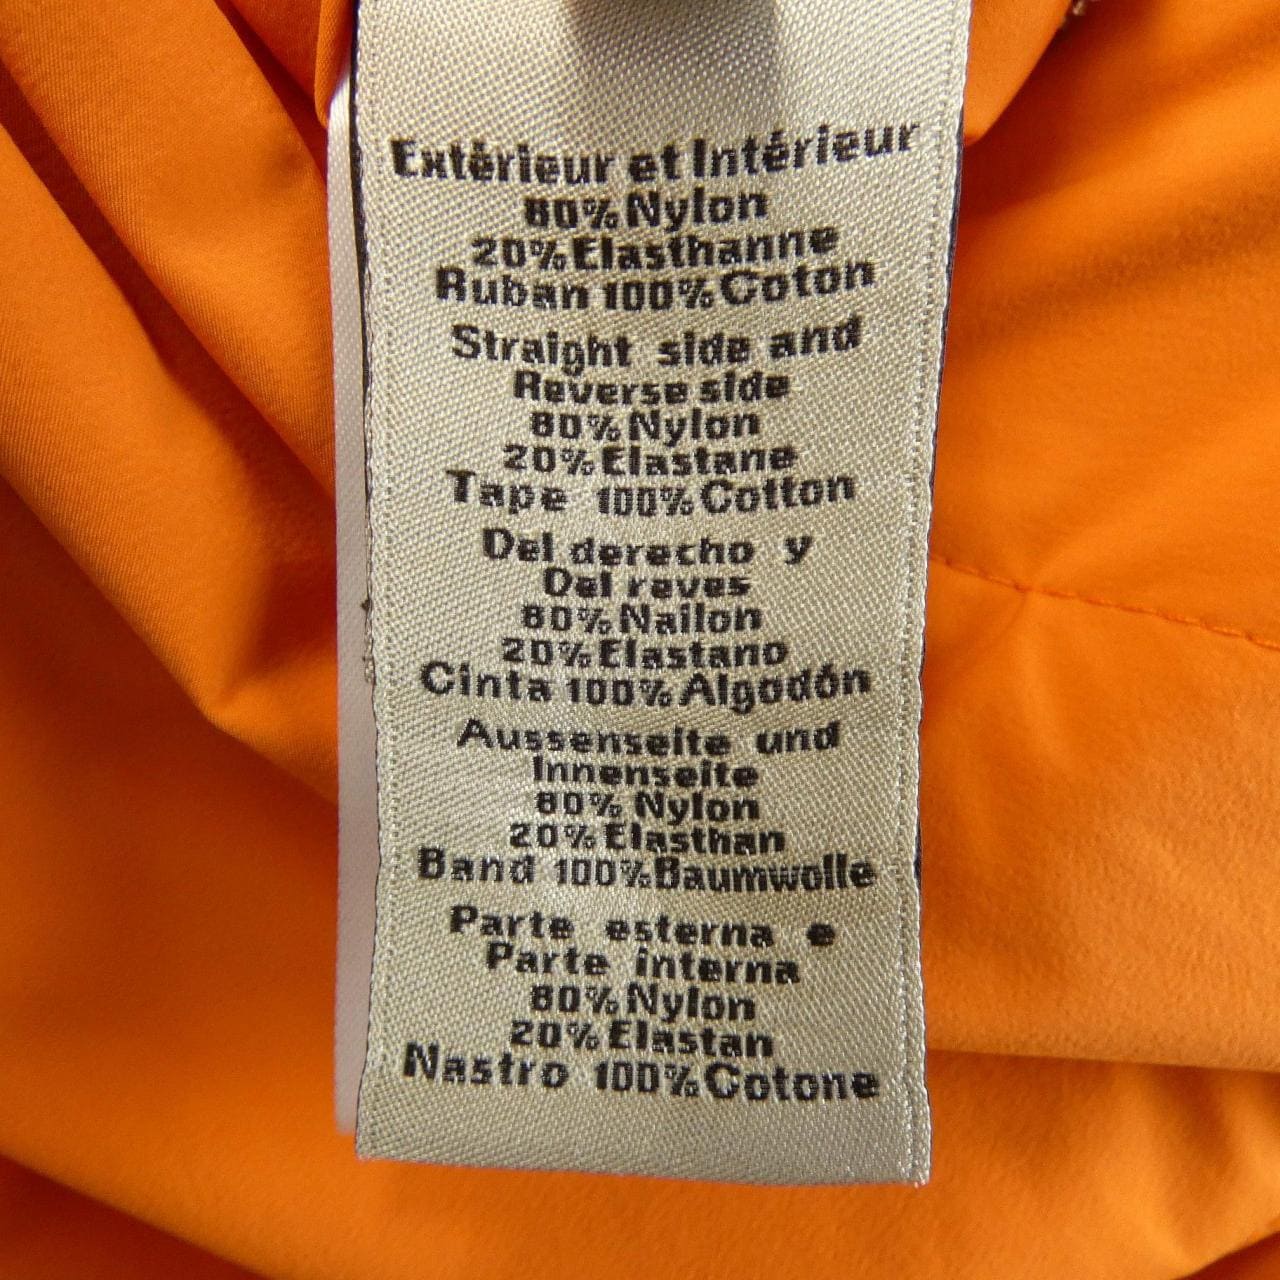 Extérieur et Intérieur
80% Nylon
20% Elasthanne
Ruban 100% Coton
Straight side and
Reverse side
80% Nylon
20% Elastane
Tape 100% Cotton
Del derecho y
Del reves
80% Nailon
20% Elastano
Cinta 100% Algodón
Aussenseite und
Innenseite
80% Nylon
20% Elasthan
Band 100% Baumwolle
Parte esterna e
Parte interna
80% Nylon
20% Elastan
Nastro 100% Cotone